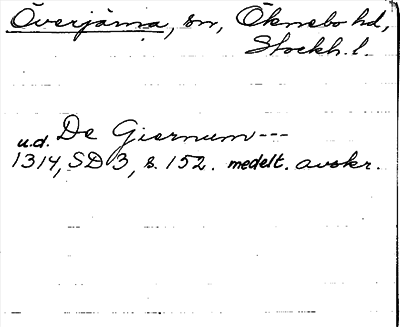 Överjärna, sn, Öknebo hd,
Stockh. l.
u.d. De Giernum---
1314, SD 3, s. 152. medelt. avskr.